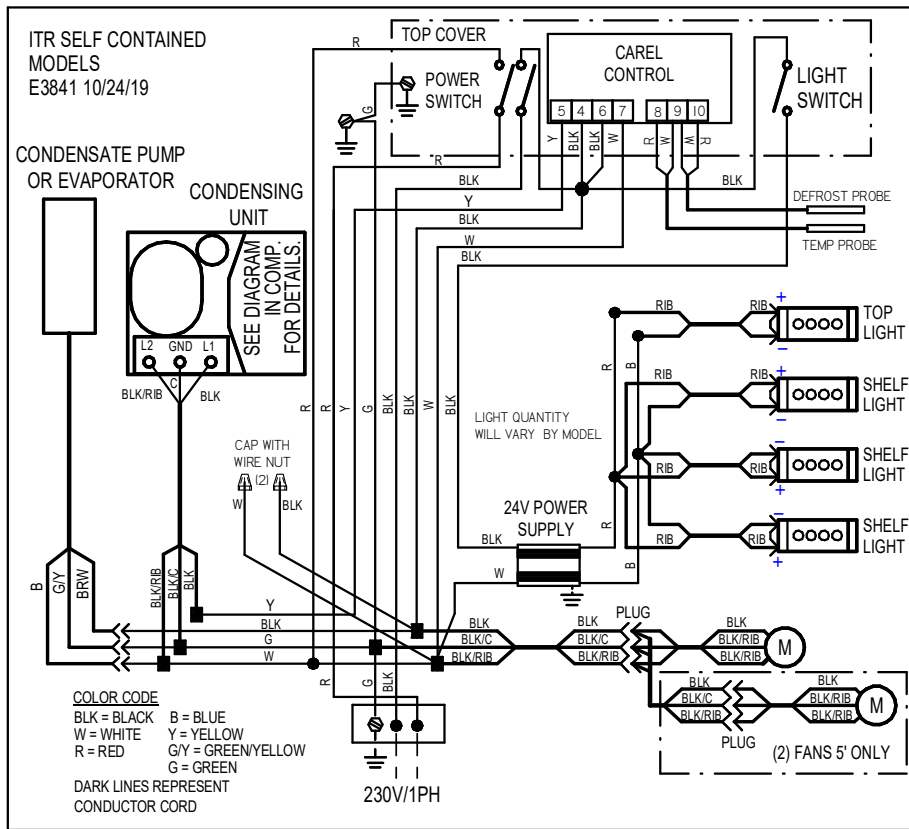 ITR SELF CONTAINED
MODELS
E3841 10/24/19
TOP COVER
POWER
SWITCH
CAREL
CONTROL
5 4 6 7 8 9 10
LIGHT
SWITCH
R
G
Y
BLK
BLK
W
R
W
W
R
CONDENSATE PUMP
OR EVAPORATOR
CONDENSING
UNIT
SEE DIAGRAM
IN COMP.
FOR DETAILS.
L2 GND L1
BLK/RIB
C
BLK
R
BLK
Y
BLK
W
BLK
BLK
DEFROST PROBE
TEMP PROBE
RIB
RIB
+
−
TOP
LIGHT
R
B
RIB
RIB
+
−
SHELF
LIGHT
RIB
RIB
−
+
SHELF
LIGHT
RIB
RIB
−
+
SHELF
LIGHT
LIGHT QUANTITY
WILL VARY BY MODEL
R
R
Y
G
BLK
BLK
W
BLK
CAP WITH
WIRE NUT
(2)
W
BLK
24V POWER
SUPPLY
BLK
W
R
B
B
G/Y
BRW
BLK/RIB
BLK/C
BLK
Y
BLK
G
W
BLK
BLK/C
BLK/RIB
BLK
BLK/C
BLK/RIB
PLUG
BLK
BLK/RIB
M
BLK
BLK/C
BLK/RIB
PLUG
BLK
BLK/RIB
M
(2) FANS 5' ONLY
R
G
BLK
230V/1PH
COLOR CODE
BLK = BLACK B = BLUE
W = WHITE Y = YELLOW
R = RED G/Y = GREEN/YELLOW
G = GREEN
DARK LINES REPRESENT
CONDUCTOR CORD